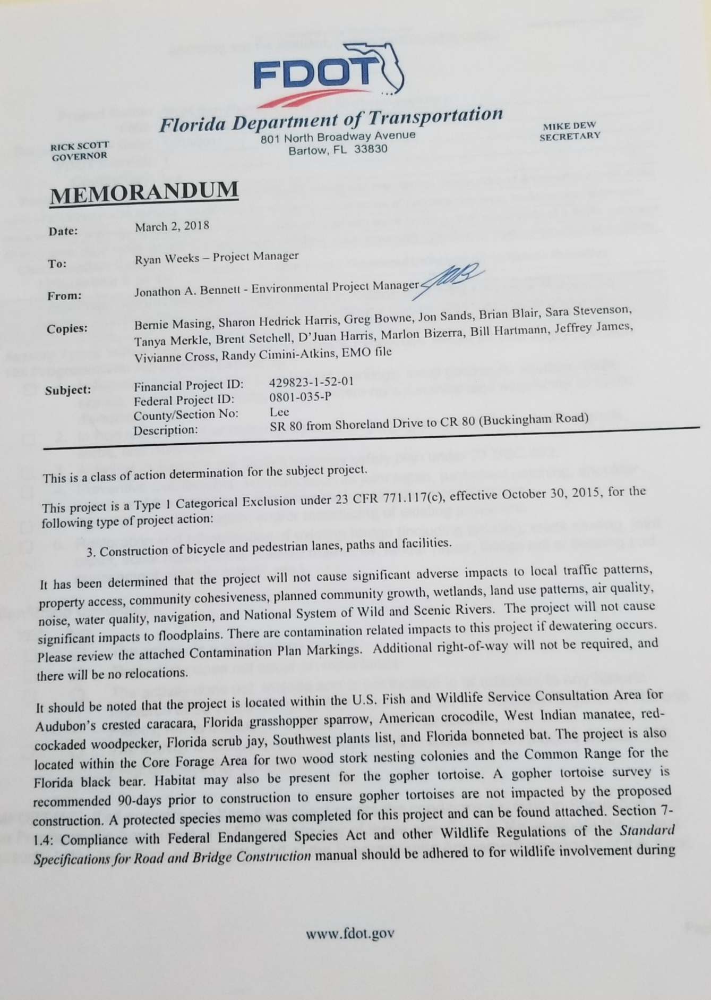 FDOT
Florida Department of Transportation
RICK SCOTT
GOVERNOR
801 North Broadway Avenue
Bartow, FL 33830
MIKE DEW
SECRETARY
MEMORANDUM
Date: March 2, 2018
To: Ryan Weeks – Project Manager
From: Jonathon A. Bennett - Environmental Project Manager
Copies: Bernie Masing, Sharon Hedrick Harris, Greg Bowne, Jon Sands, Brian Blair, Sara Stevenson,
Tanya Merkle, Brent Setchell, D'Juan Harris, Marlon Bizerra, Bill Hartmann, Jeffrey James,
Vivianne Cross, Randy Cimini-Atkins, EMO file
Subject: Financial Project ID: 429823-1-52-01
Federal Project ID: 0801-035-P
County/Section No: Lee
Description: SR 80 from Shoreland Drive to CR 80 (Buckingham Road)
This is a class of action determination for the subject project.
This project is a Type 1 Categorical Exclusion under 23 CFR 771.117(c), effective October 30, 2015, for the
following type of project action:
3. Construction of bicycle and pedestrian lanes, paths and facilities.
It has been determined that the project will not cause significant adverse impacts to local traffic patterns,
property access, community cohesiveness, planned community growth, wetlands, land use patterns, air quality,
noise, water quality, navigation, and National System of Wild and Scenic Rivers. The project will not cause
significant impacts to floodplains. There are contamination related impacts to this project if dewatering occurs.
Please review the attached Contamination Plan Markings. Additional right-of-way will not be required, and
there will be no relocations.
It should be noted that the project is located within the U.S. Fish and Wildlife Service Consultation Area for
Audubon's crested caracara, Florida grasshopper sparrow, American crocodile, West Indian manatee, red-
cockaded woodpecker, Florida scrub jay, Southwest plants list, and Florida bonneted bat. The project is also
located within the Core Forage Area for two wood stork nesting colonies and the Common Range for the
Florida black bear. Habitat may also be present for the gopher tortoise. A gopher tortoise survey is
recommended 90-days prior to construction to ensure gopher tortoises are not impacted by the proposed
construction. A protected species memo was completed for this project and can be found attached. Section 7-
1.4: Compliance with Federal Endangered Species Act and other Wildlife Regulations of the Standard
Specifications for Road and Bridge Construction manual should be adhered to for wildlife involvement during
www.fdot.gov